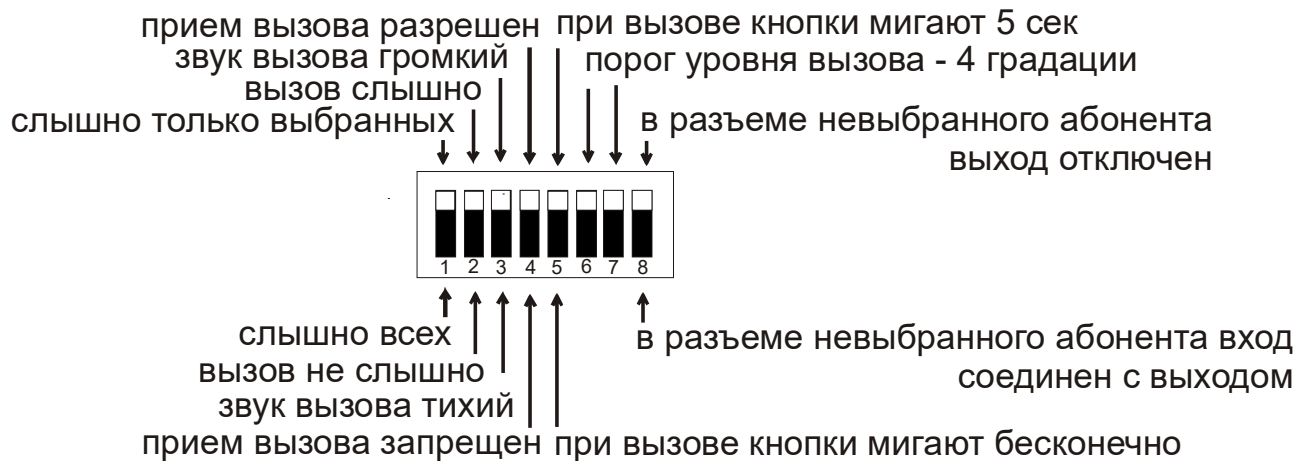 прием вызова разрешен
при вызове кнопки мигают 5 сек
звук вызова громкий
порог уровня вызова - 4 градации
вызов слышно
слышно только выбранных
в разъеме невыбранного абонента
выход отключен
1 2 3 4 5 6 7 8
слышно всех
в разъеме невыбранного абонента вход
вызов не слышно
соединен с выходом
звук вызова тихий
прием вызова запрещен
при вызове кнопки мигают бесконечно